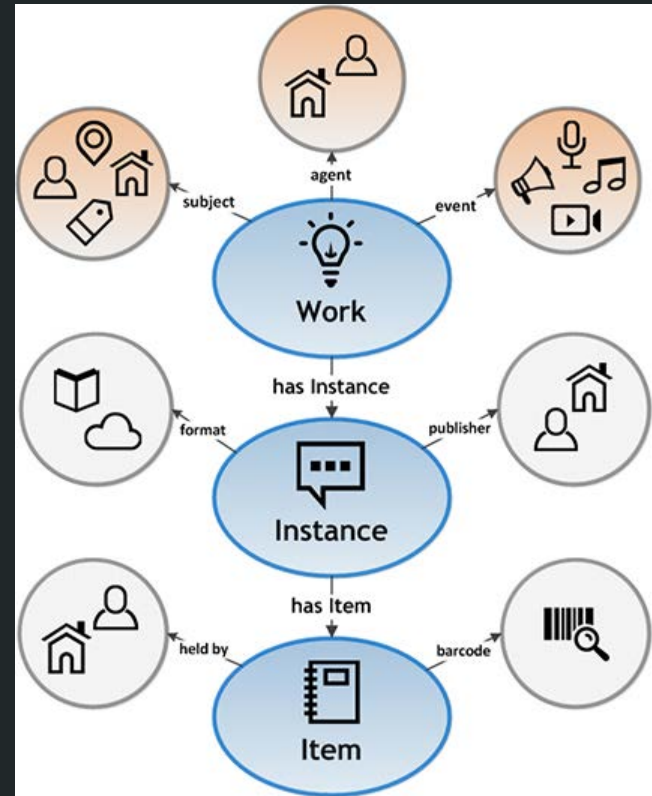 agent
subject
event
Work
has Instance
format
publisher
Instance
has Item
held by
barcode
Item